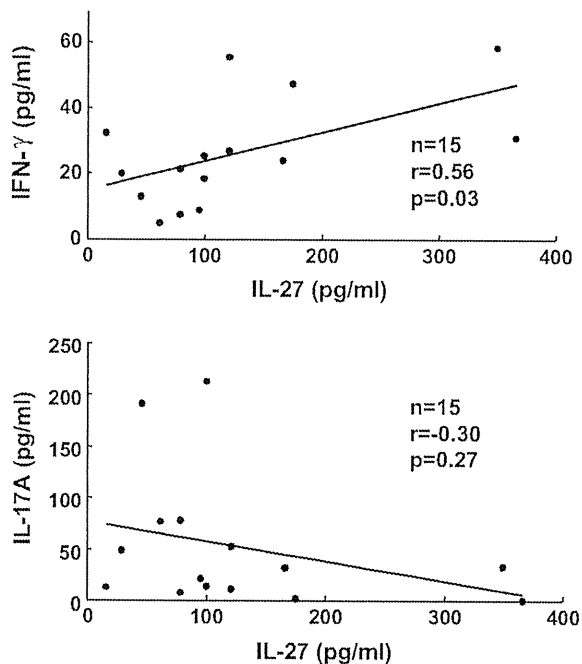 IFN-γ (pg/ml)
60
40
20
0
n=15
r=0.56
p=0.03
0 100 200 300 400
IL-27 (pg/ml)
IL-17A (pg/ml)
250
200
150
100
50
0
n=15
r=-0.30
p=0.27
0 100 200 300 400
IL-27 (pg/ml)